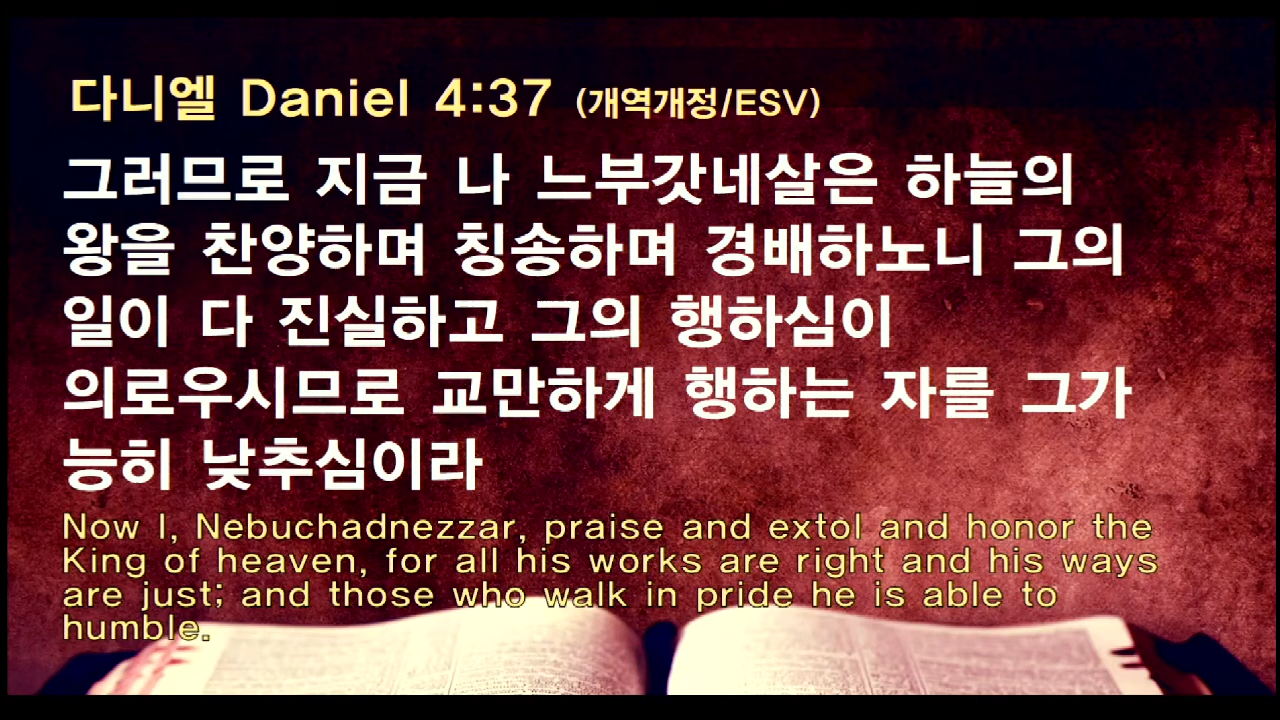 다니엘 Daniel 4:37 (개역개정/ESV)
그러므로 지금 나 느부갓네살은 하늘의
왕을 찬양하며 칭송하며 경배하노니 그의
일이 다 진실하고 그의 행하심이
의로우시므로 교만하게 행하는 자를 그가
능히 낮추심이라
Now I, Nebuchadnezzar, praise and extol and honor the
King of heaven, for all his works are right and his ways
are just; and those who walk in pride he is able to
humble.